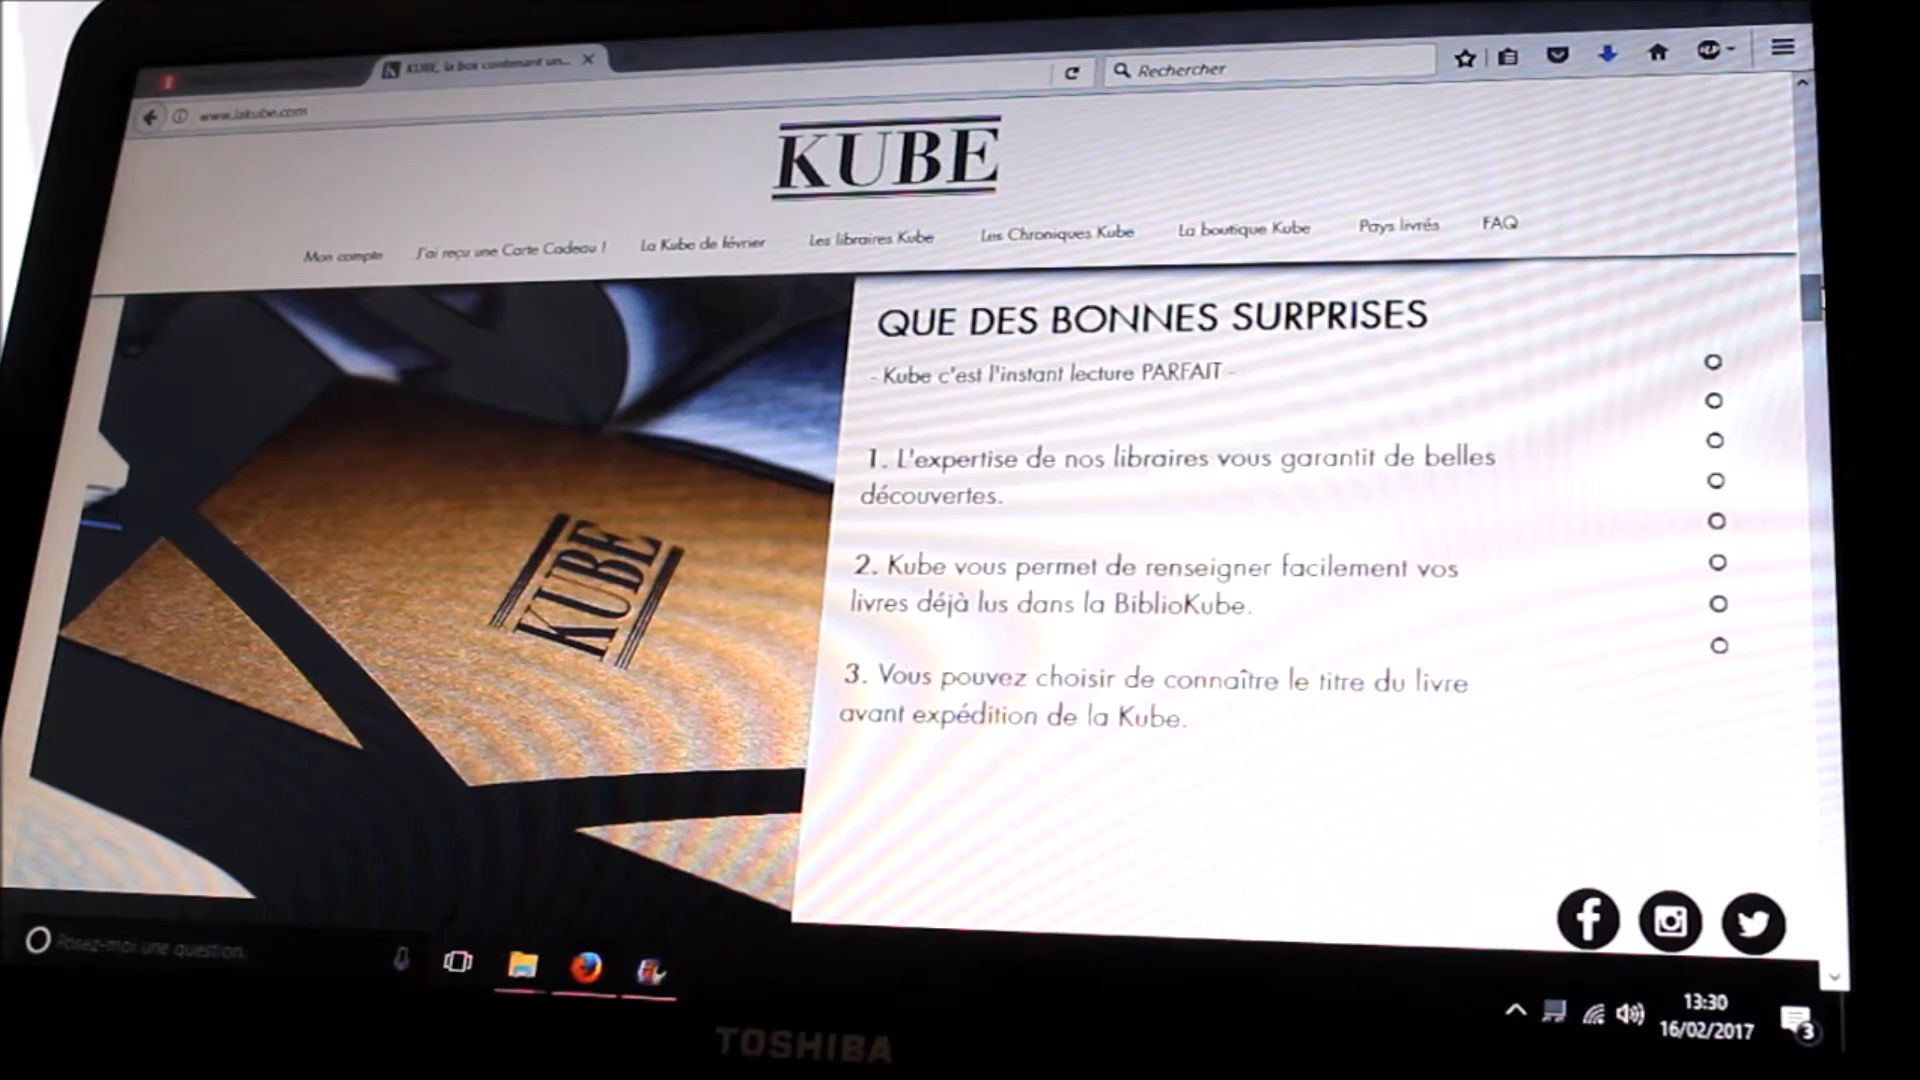 KUBE, la box contenant un...
www.lakube.com
Rechercher
KUBE
Mon compte
J'ai reçu une Carte Cadeau !
La Kube de février
Les libraires Kube
Les Chroniques Kube
La boutique Kube
Pays livrés
FAQ
KUBE
QUE DES BONNES SURPRISES
- Kube c'est l'instant lecture PARFAIT -
1. L'expertise de nos libraires vous garantit de belles
découvertes.
2. Kube vous permet de renseigner facilement vos
livres déjà lus dans la BiblioKube.
3. Vous pouvez choisir de connaître le titre du livre
avant expédition de la Kube.
Posez-moi une question.
13:30
16/02/2017
3
TOSHIBA